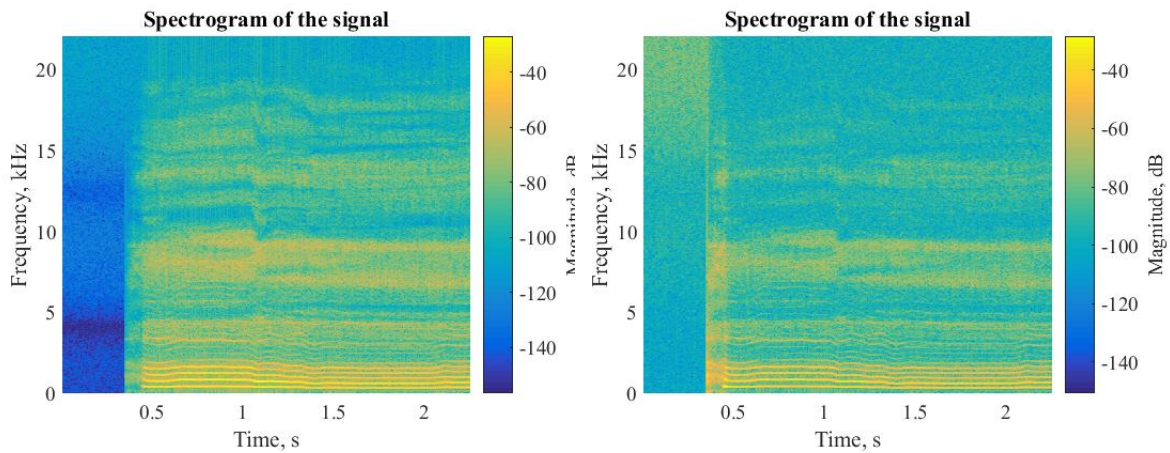 Spectrogram of the signal
20
15
10
5
0
0.5 1 1.5 2
Frequency, kHz
Time, s
-40
-60
-80
-100
-120
-140
Magnitude, dB
Spectrogram of the signal
20
15
10
5
0
0.5 1 1.5 2
Frequency, kHz
Time, s
-40
-60
-80
-100
-120
-140
Magnitude, dB